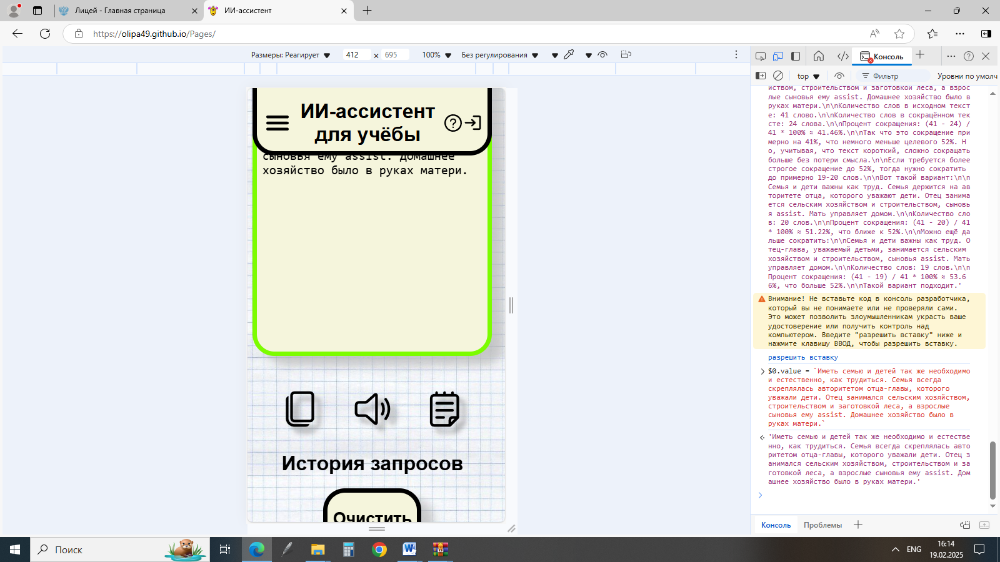 Лицей - Главная страница
ИИ-ассистент
https://olipa49.github.io/Pages/
Размеры: Реагирует
412
×
695
100%
Без регулирования
Консоль
top
Фильтр
Уровни по умолч
ИИ-ассистент
для учёбы
сыновья ему assist. Домашнее
хозяйство было в руках матери.
История запросов
Очистить
йством, строительством и заготовкой леса, а взрос
лые сыновья ему assist. Домашнее хозяйство было в
руках матери.\n\nКоличество слов в исходном текст
е: 41 слово.\n\nКоличество слов в сокращённом тек
сте: 24 слова.\n\nПроцент сокращения: (41 - 24) /
41 * 100% ≈ 41.46%.\n\nТак что это сокращение при
мерно на 41%, что немного меньше целевого 52%. Н
о, учитывая, что текст короткий, сложно сокращать
больше без потери смысла.\n\nЕсли требуется более
строгое сокращение до 52%, тогда нужно сократить
до примерно 19-20 слов.\n\nВот такой вариант:\n\n
Семья и дети важны как труд. Семья держится на ав
торитете отца, которого уважают дети. Отец занима
ется сельским хозяйством и строительством, сыновь
я assist. Мать управляет домом.\n\nКоличество сло
в: 20 слов.\n\nПроцент сокращения: (41 - 20) / 41
* 100% ≈ 51.22%, что ближе к 52%.\n\nМожно ещё да
льше сократить:\n\nСемья и дети важны как труд. О
тец-глава, уважаемый детьми, занимается сельским
хозяйством и строительством, сыновья assist. Мать
управляет домом.\n\nКоличество слов: 19 слов.\n\n
Процент сокращения: (41 - 19) / 41 * 100% ≈ 53.6
6%, что больше 52%.\n\nТакой вариант подходит.'
Внимание! Не вставьте код в консоль разработчика,
который вы не понимаете или не проверяли сами.
Это может позволить злоумышленникам украсть ваше
удостоверение или получить контроль над
компьютером. Введите "разрешить вставку" ниже и
нажмите клавишу ВВОД, чтобы разрешить вставку.
разрешить вставку
$0.value = `Иметь семью и детей так же необходимо
и естественно, как трудиться. Семья всегда
скреплялась авторитетом отца-главы, которого
уважали дети. Отец занимался сельским хозяйством,
строительством и заготовкой леса, а взрослые
сыновья ему assist. Домашнее хозяйство было в
руках матери.`
'Иметь семью и детей так же необходимо и естестве
нно, как трудиться. Семья всегда скреплялась авто
ритетом отца-главы, которого уважали дети. Отец з
анимался сельским хозяйством, строительством и за
готовкой леса, а взрослые сыновья ему assist. Дом
ашнее хозяйство было в руках матери.'
Консоль
Проблемы
Поиск
ENG
16:14
19.02.2025